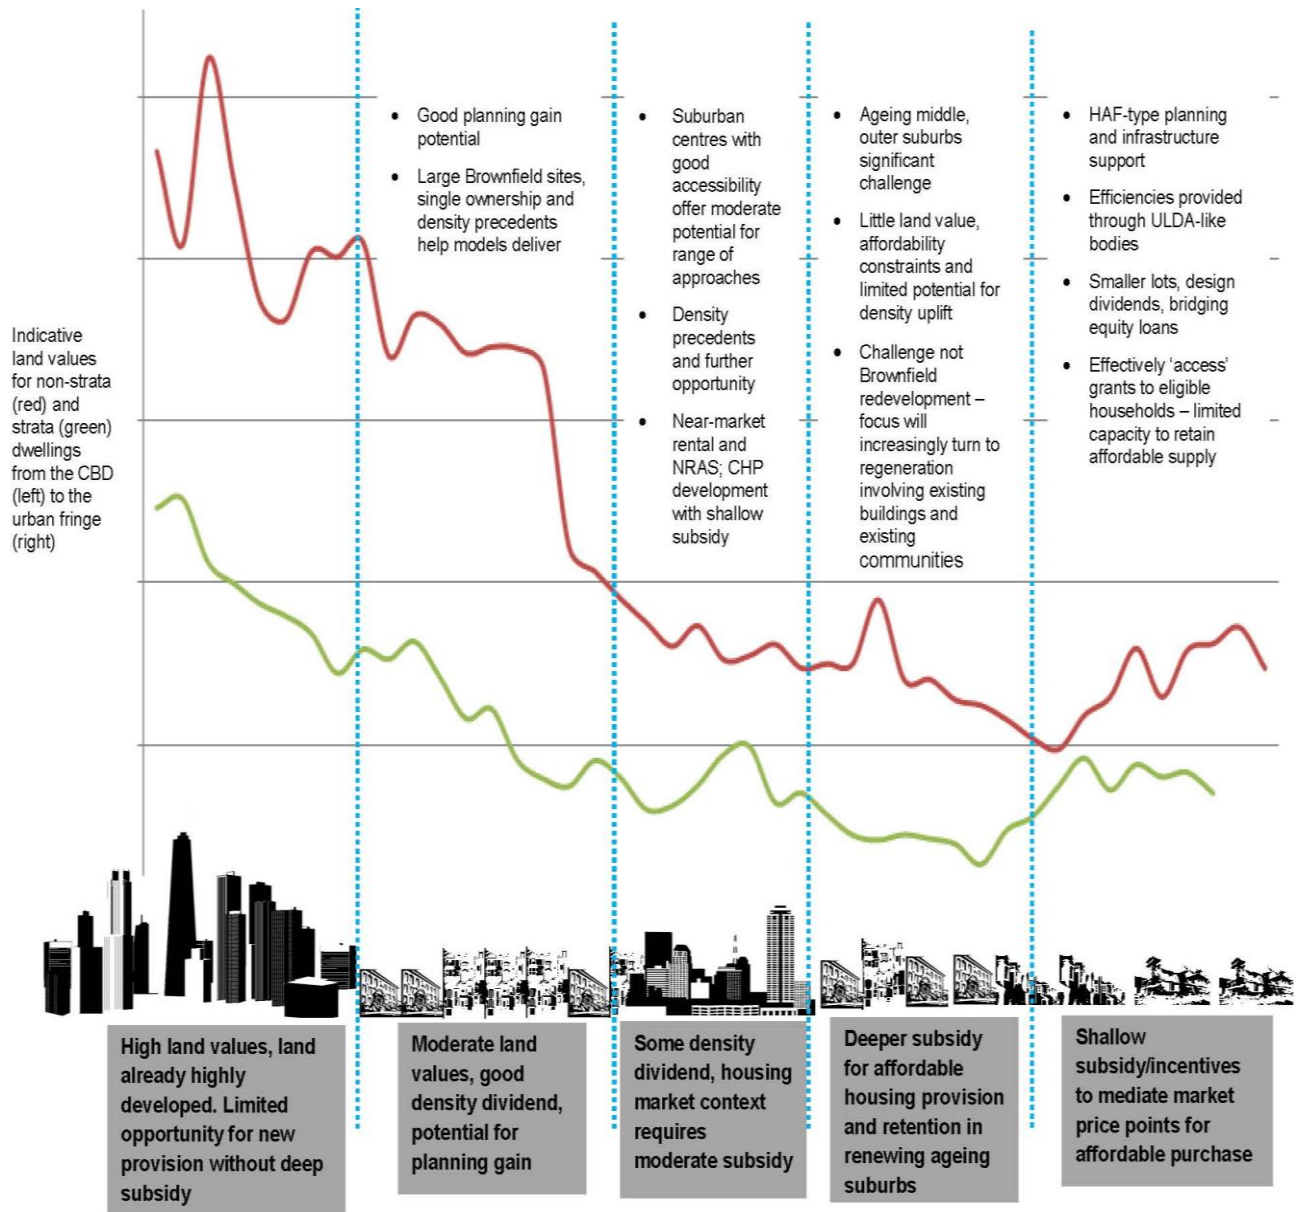 Indicative
land values
for non-strata
(red) and
strata (green)
dwellings
from the CBD
(left) to the
urban fringe
(right)
• Good planning gain
potential
• Large Brownfield sites,
single ownership and
density precedents
help models deliver
• Suburban
centres with
good
accessibility
offer moderate
potential for
range of
approaches
• Density
precedents
and further
opportunity
• Near-market
rental and
NRAS; CHP
development
with shallow
subsidy
• Ageing middle,
outer suburbs
significant
challenge
• Little land value,
affordability
constraints and
limited potential for
density uplift
• Challenge not
Brownfield
redevelopment –
focus will
increasingly turn to
regeneration
involving existing
buildings and
existing
communities
• HAF-type planning
and infrastructure
support
• Efficiencies provided
through ULDA-like
bodies
• Smaller lots, design
dividends, bridging
equity loans
• Effectively ‘access’
grants to eligible
households – limited
capacity to retain
affordable supply
High land values, land
already highly
developed. Limited
opportunity for new
provision without deep
subsidy
Moderate land
values, good
density dividend,
potential for
planning gain
Some density
dividend, housing
market context
requires
moderate subsidy
Deeper subsidy
for affordable
housing provision
and retention in
renewing ageing
suburbs
Shallow
subsidy/incentives
to mediate market
price points for
affordable purchase